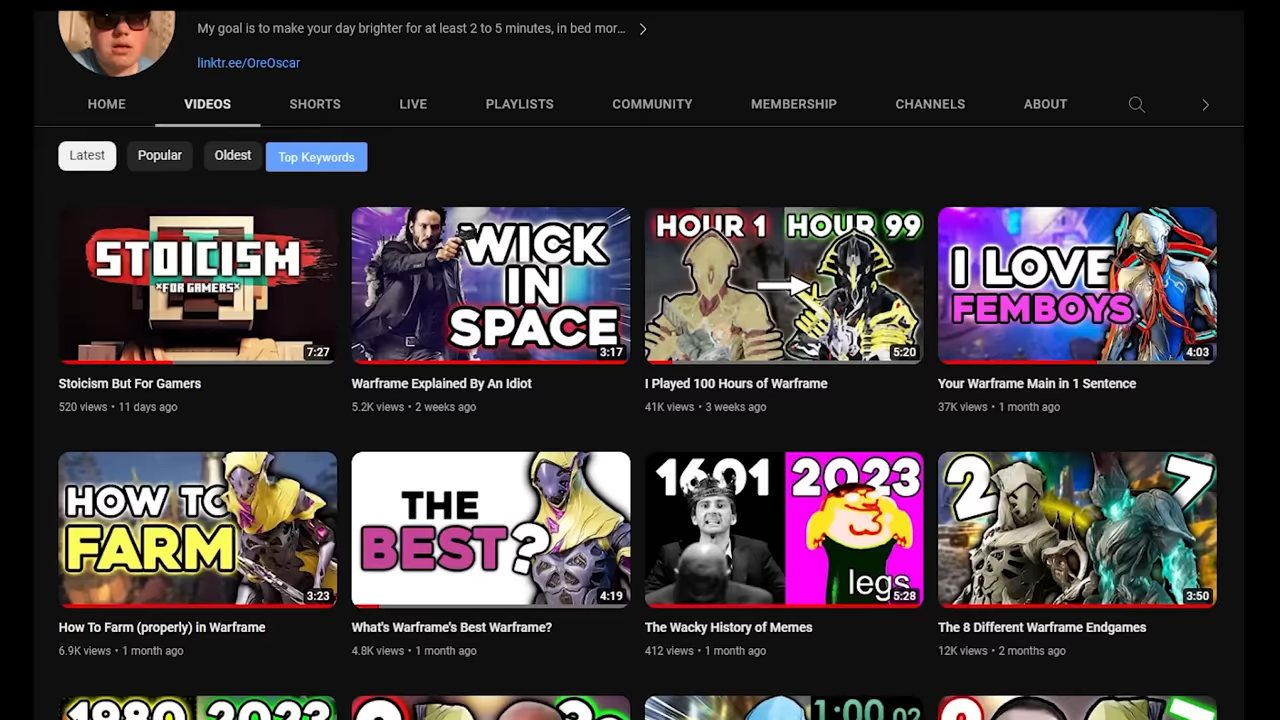 My goal is to make your day brighter for at least 2 to 5 minutes, in bed mor...
linktr.ee/OreOscar
HOME VIDEOS SHORTS LIVE PLAYLISTS COMMUNITY MEMBERSHIP CHANNELS ABOUT
Latest Popular Oldest Top Keywords
STOICISM
*FOR GAMERS*
7:27
WICK
IN
SPACE
3:17
HOUR 1 HOUR 99
5:20
I LOVE
FEMBOYS
4:03
Stoicism But For Gamers
520 views • 11 days ago
Warframe Explained By An Idiot
5.2K views • 2 weeks ago
I Played 100 Hours of Warframe
41K views • 3 weeks ago
Your Warframe Main in 1 Sentence
37K views • 1 month ago
HOW TO
FARM
3:23
THE
BEST?
4:19
1601 2023
legs
5:28
2 7
3:50
How To Farm (properly) in Warframe
6.9K views • 1 month ago
What's Warframe's Best Warframe?
4.8K views • 1 month ago
The Wacky History of Memes
412 views • 1 month ago
The 8 Different Warframe Endgames
12K views • 2 months ago
1980 2023
1:00.02